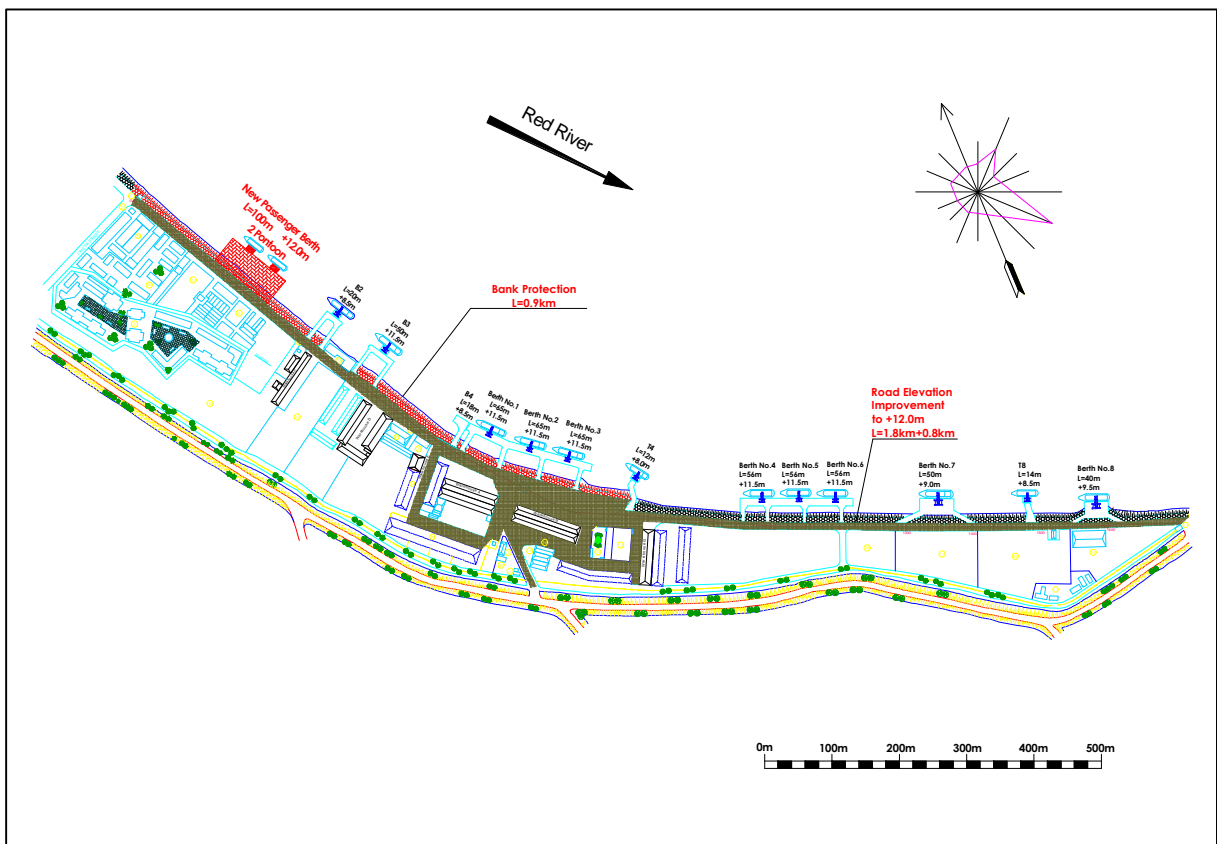 Red River
New Passenger Berth
L=100m +12.0m
2 Pontoon
B2
L=20m
+8.5m
B3
L=50m
+11.5m
Bank Protection
L=0.9km
B4
L=18m
+8.5m
Berth No.1
L=65m
+11.5m
Berth No.2
L=65m
+11.5m
Berth No.3
L=65m
+11.5m
T4
L=12m
+8.0m
Road Elevation
Improvement
to +12.0m
L=1.8km+0.8km
Berth No.4
L=56m
+11.5m
Berth No.5
L=56m
+11.5m
Berth No.6
L=56m
+11.5m
Berth No.7
L=50m
+9.0m
T8
L=14m
+8.5m
Berth No.8
L=40m
+9.5m
0m 100m 200m 300m 400m 500m